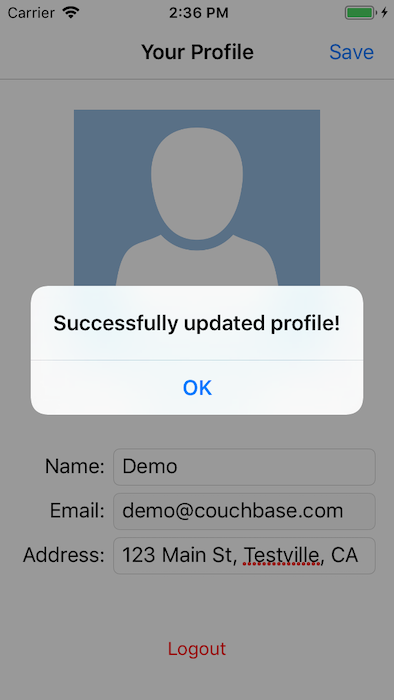 Carrier 2:36 PM
Your Profile Save
Successfully updated profile!
OK
Name: Demo
Email: demo@couchbase.com
Address: 123 Main St, Testville, CA
Logout